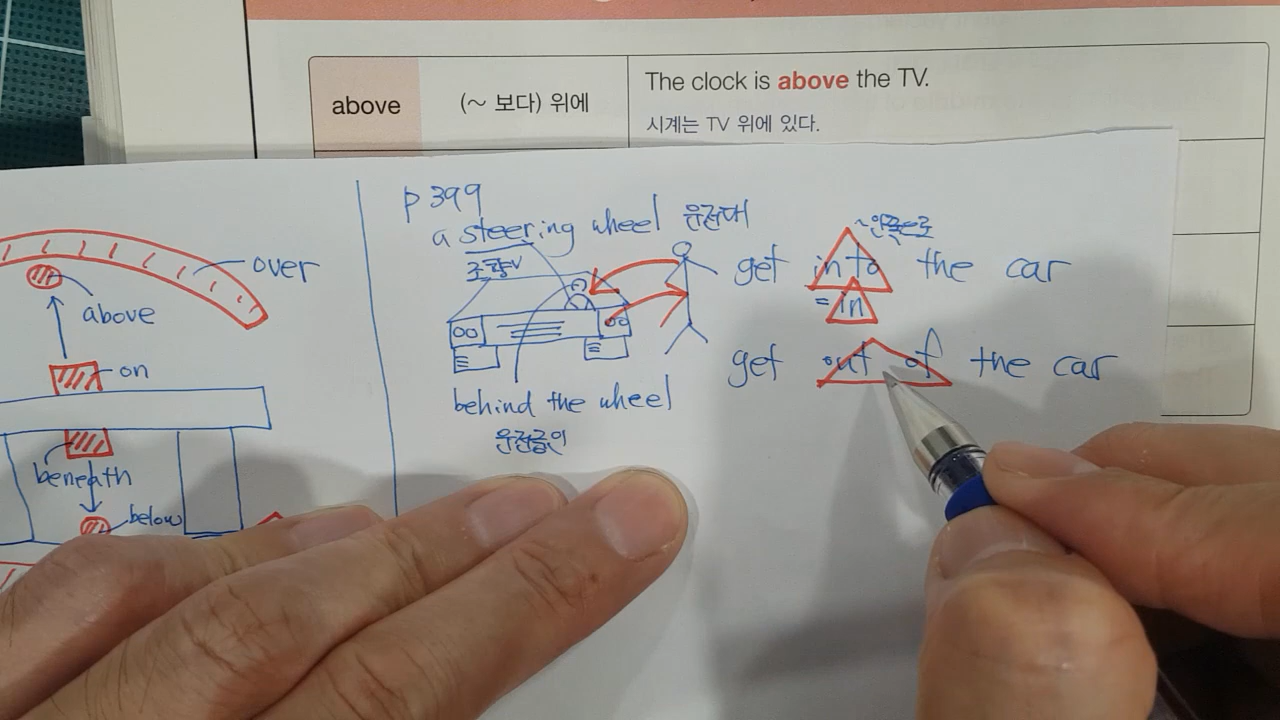 above
(~ 보다) 위에
The clock is above the TV.
시계는 TV 위에 있다.
over
above
on
beneath
below
p 399
a steering wheel 운전대
조향v
behind the wheel
운전중인
~안쪽으로
get into the car
= in
get out of the car